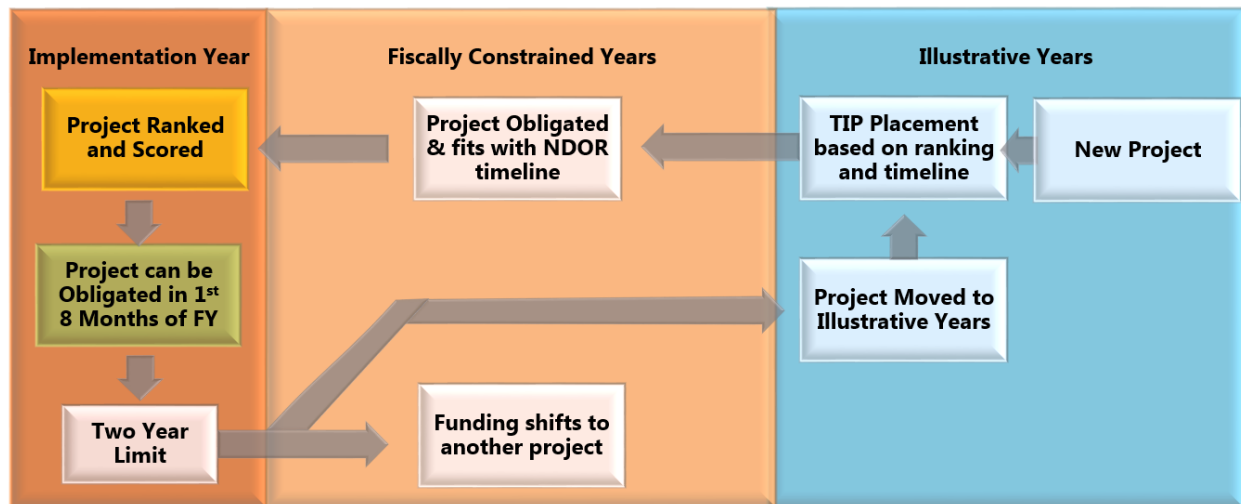 Implementation Year
Fiscally Constrained Years
Illustrative Years
Project Ranked
and Scored
Project Obligated
& fits with NDOR
timeline
TIP Placement
based on ranking
and timeline
New Project
Project can be
Obligated in 1st
8 Months of FY
Project Moved to
Illustrative Years
Two Year
Limit
Funding shifts to
another project